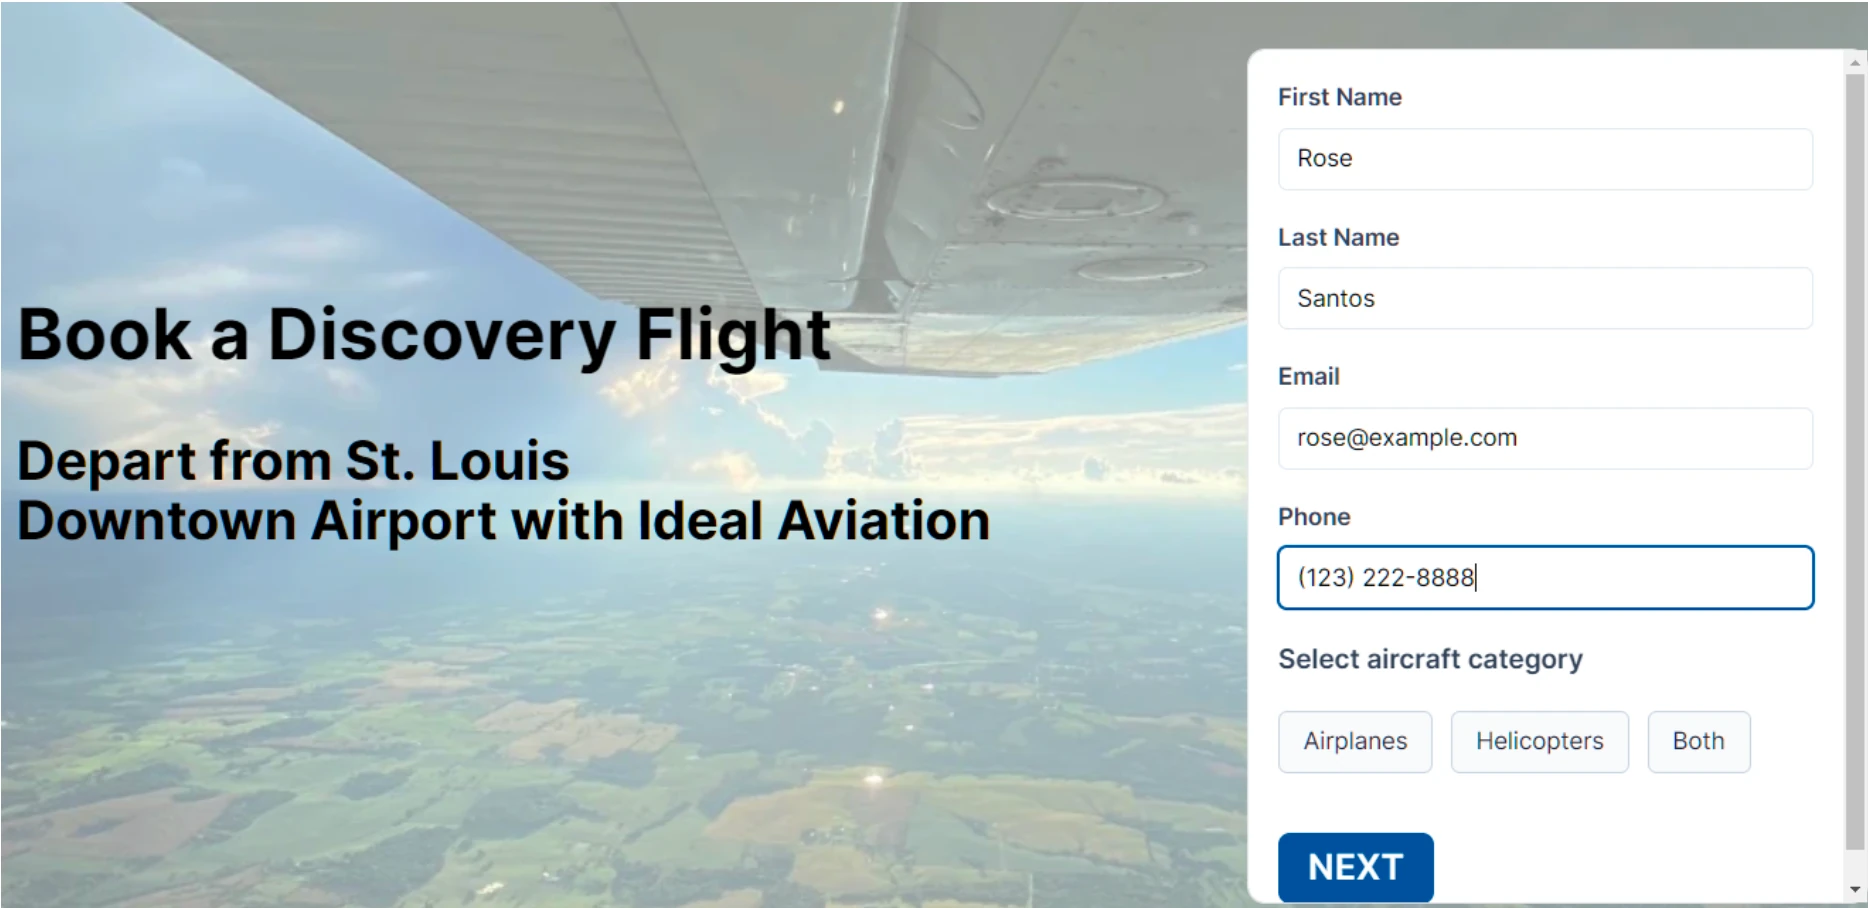 Book a Discovery Flight
Depart from St. Louis
Downtown Airport with Ideal Aviation
First Name
Rose
Last Name
Santos
Email
rose@example.com
Phone
(123) 222-8888
Select aircraft category
Airplanes Helicopters Both
NEXT